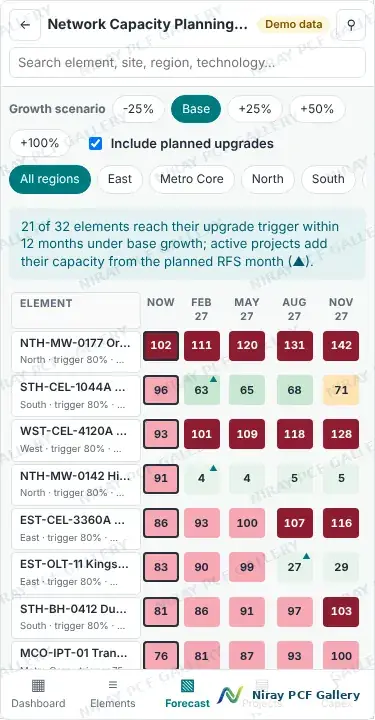 Network Capacity Planning... Demo data
Search element, site, region, technology...
Growth scenario -25% Base +25% +50%
+100% Include planned upgrades
All regions East Metro Core North South
21 of 32 elements reach their upgrade trigger within
12 months under base growth; active projects add
their capacity from the planned RFS month (▲).
ELEMENT NOW FEB 27 MAY 27 AUG 27 NOV 27
NTH-MW-0177 Or... 102 111 120 131 142
North · trigger 80% · ...
STH-CEL-1044A ... 96 63 65 68 71
South · trigger 80% · ...
WST-CEL-4120A ... 93 101 109 118 128
West · trigger 80% · ...
NTH-MW-0142 Hi... 91 4 4 5 5
North · trigger 80% · ...
EST-CEL-3360A ... 86 93 100 107 116
East · trigger 80% · ...
EST-OLT-11 Kings... 83 90 99 27 29
East · trigger 80% · ...
STH-BH-0412 Du... 81 86 91 97 103
South · trigger 80% · ...
MCO-IPT-01 Tran... 76 81 87 93 100
Dashboard Elements Forecast Projects Capex
Niray PCF Gallery
NIRAY PCF GALLERY